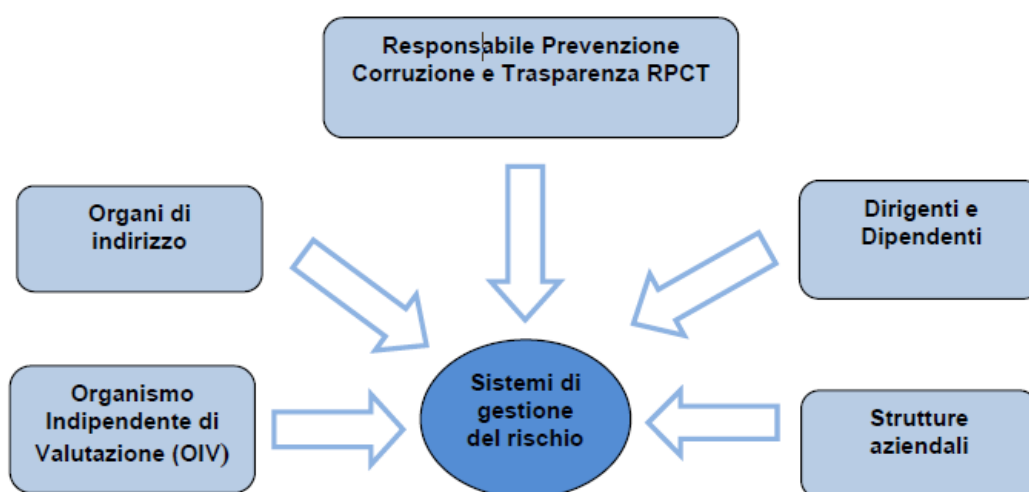 Responsabile Prevenzione
Corruzione e Trasparenza RPCT
Organi di
indirizzo
Dirigenti e
Dipendenti
Organismo
Indipendente di
Valutazione (OIV)
Sistemi di
gestione
del rischio
Strutture
aziendali